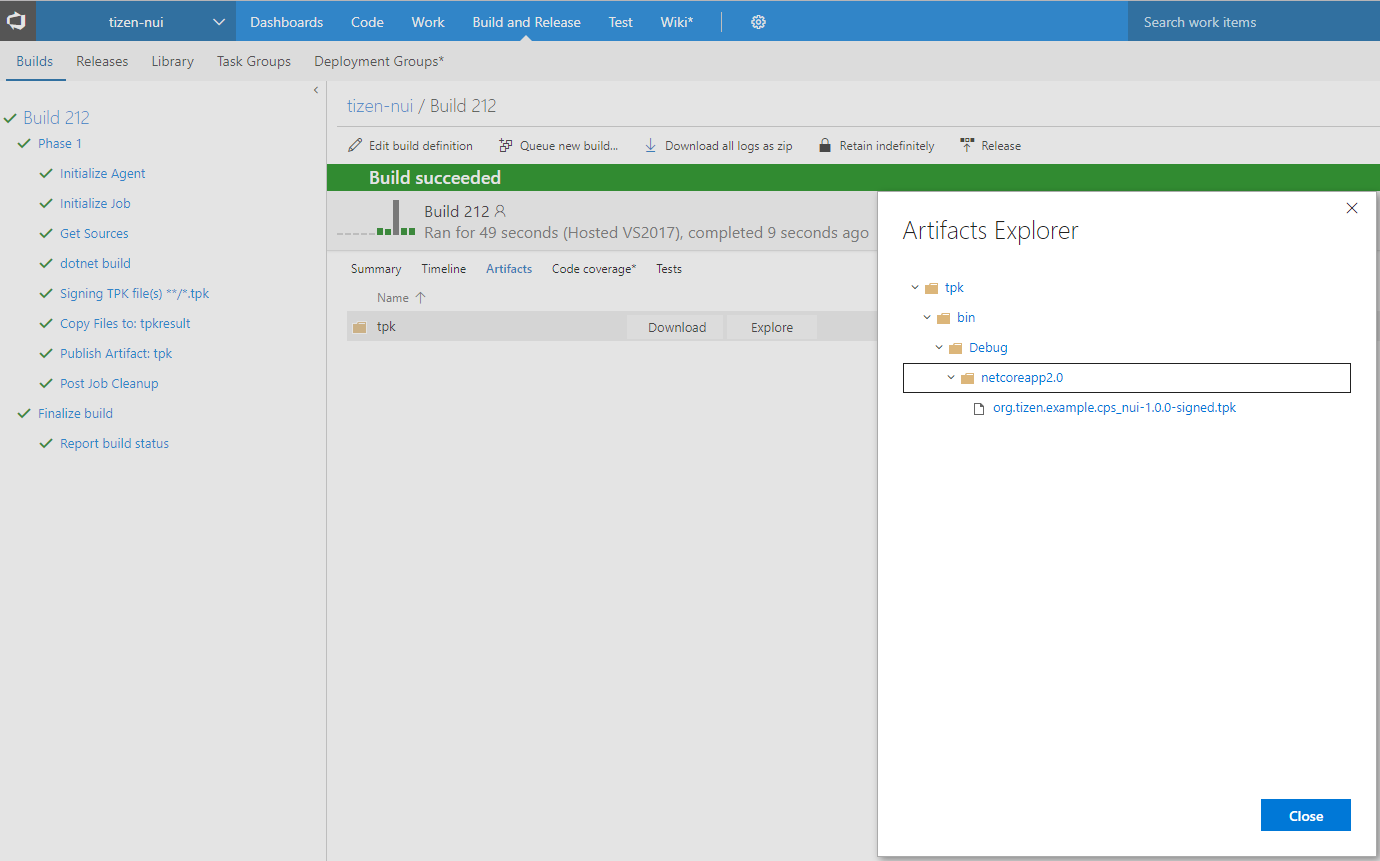 tizen-nui
Dashboards
Code
Work
Build and Release
Test
Wiki*
Search work items
Builds
Releases
Library
Task Groups
Deployment Groups*
Build 212
Phase 1
Initialize Agent
Initialize Job
Get Sources
dotnet build
Signing TPK file(s) **/*.tpk
Copy Files to: tpkresult
Publish Artifact: tpk
Post Job Cleanup
Finalize build
Report build status
tizen-nui / Build 212
Edit build definition
Queue new build...
Download all logs as zip
Retain indefinitely
Release
Build succeeded
Build 212
Ran for 49 seconds (Hosted VS2017), completed 9 seconds ago
Summary
Timeline
Artifacts
Code coverage*
Tests
Name
tpk
Download
Explore
Artifacts Explorer
tpk
bin
Debug
netcoreapp2.0
org.tizen.example.cps_nui-1.0.0-signed.tpk
Close